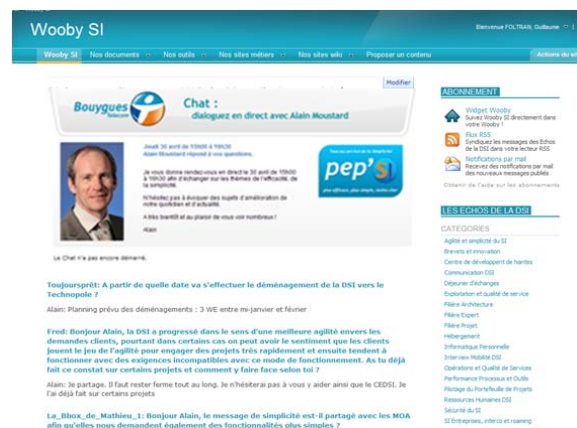 Wooby SI
Bienvenue FOLTRAN, Guillaume
Wooby SI Nos documents Nos outils Nos sites métiers Nos sites wiki Proposer un contenu Actions du si
Modifier
Bouygues
Telecom
Chat :
dialoguez en direct avec Alain Moustard
Jeudi 30 avril de 15h00 à 15h30
Alain Moustard répond à vos questions.
Je vous donne rendez-vous en direct le 30 avril de 15h00
à 15h30 afin d'échanger sur les thèmes de l'efficacité, de
la simplicité.
N'hésitez pas à évoquer des sujets d'amélioration de
notre quotidien et d'actualité.
A très bientôt et au plaisir de vous voir nombreux !
Alain
pep'SI
plus efficace, plus simple, moins cher
Le Chat n'a pas encore démarré.
Toujoursprêt: A partir de quelle date va s'effectuer le déménagement de la DSI vers le
Technopole ?
Alain: Planning prévu des déménagements : 3 WE entre mi-janvier et février
Fred: Bonjour Alain, la DSI a progressé dans le sens d'une meilleure agilité envers les
demandes clients, pourtant dans certains cas on peut avoir le sentiment que les clients
jouent le jeu de l'agilité pour engager des projets très rapidement et ensuite tendent à
fonctionner avec des exigences incompatibles avec ce mode de fonctionnement. As tu déjà
fait ce constat sur certains projets et comment y faire face selon toi ?
Alain: Je partage. Il faut rester ferme tout au long. Je n'hésiterai pas à vous y aider ainsi que le CEDSI. Je
l'ai déjà fait sur certains projets
La_Bbox_de_Mathieu_1: Bonjour Alain, le message de simplicité est-il partagé avec les MOA
afin qu'elles nous demandent également des fonctionnalités plus simples ?
ABONNEMENT
Widget Wooby
Suivez Wooby SI directement dans
votre Wooby !
Flux RSS
Syndiquez les messages des Echos
de la DSI dans votre lecteur RSS
Notifications par mail
Recevez des notifications par mail
des nouveaux messages publiés
Obtenir de l'aide sur les abonnements
LES ECHOS DE LA DSI
CATEGORIES
Agilité et simplicité du SI
Brevets et innovation
Centre de développement de Nantes
Communication DSI
Déjeuner d'échanges
Exploitation et qualité de service
Filière Architecture
Filière Expert
Filière Projet
Hébergement
Informatique Personnelle
Interview Mobilité DSI
Opérations et Qualité de Services
Performance Processus et Outils
Pilotage du Portefeuille de Projets
Ressources Humaines DSI
Sécurité du SI
SI Entreprises, interco et roaming